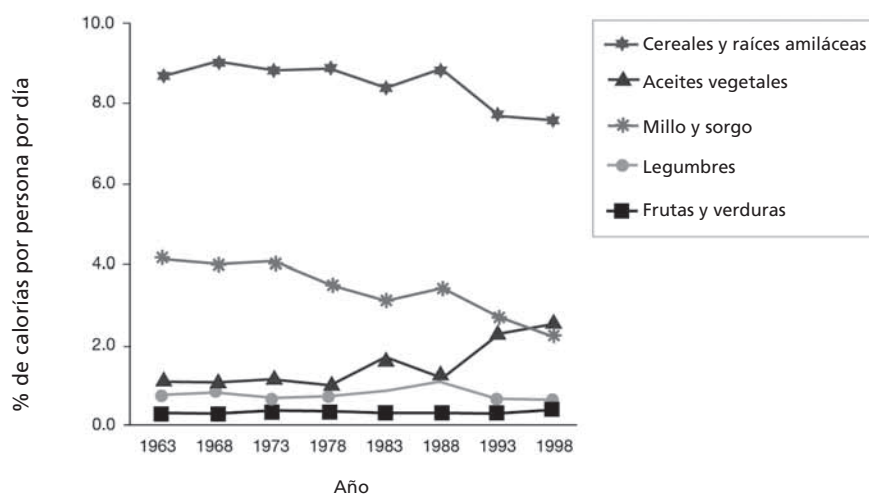 10.0
8.0
6.0
4.0
2.0
0.0
% de calorías por persona por día
1963 1968 1973 1978 1983 1988 1993 1998
Año
Cereales y raíces amiláceas
Aceites vegetales
Millo y sorgo
Legumbres
Frutas y verduras